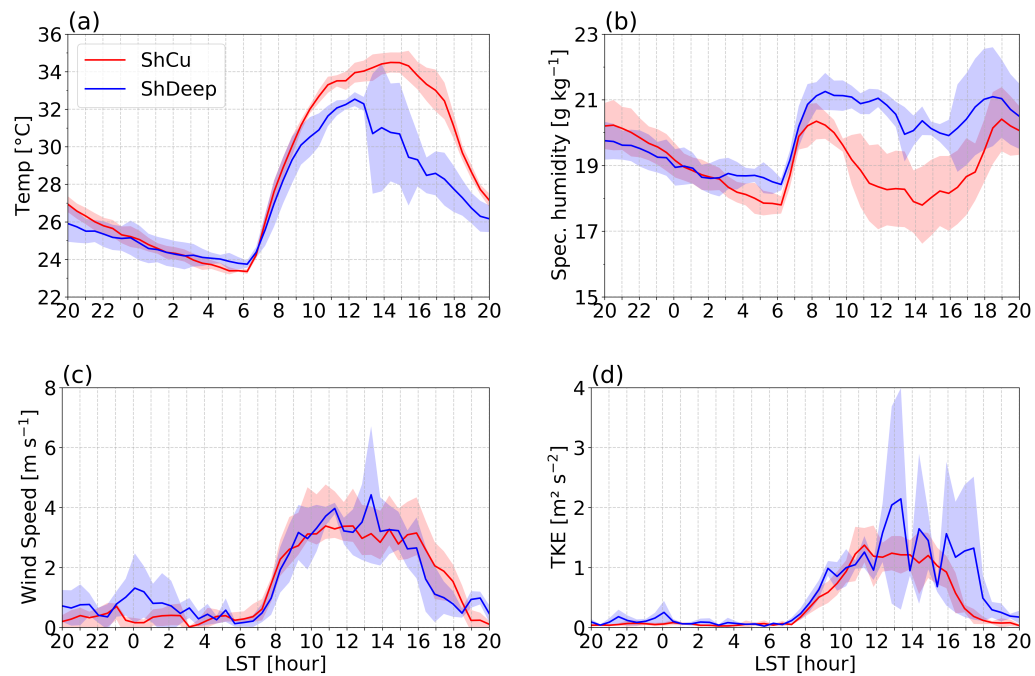 (a)
(b)
36
34
32
30
28
26
24
22
Temp [°C]
ShCu
ShDeep
20 22 0 2 4 6 8 10 12 14 16 18 20
23
21
19
17
15
Spec. humidity [g kg⁻¹]
20 22 0 2 4 6 8 10 12 14 16 18 20
(c)
(d)
8
6
4
2
0
Wind Speed [m s⁻¹]
20 22 0 2 4 6 8 10 12 14 16 18 20
LST [hour]
4
3
2
1
0
TKE [m² s⁻²]
20 22 0 2 4 6 8 10 12 14 16 18 20
LST [hour]